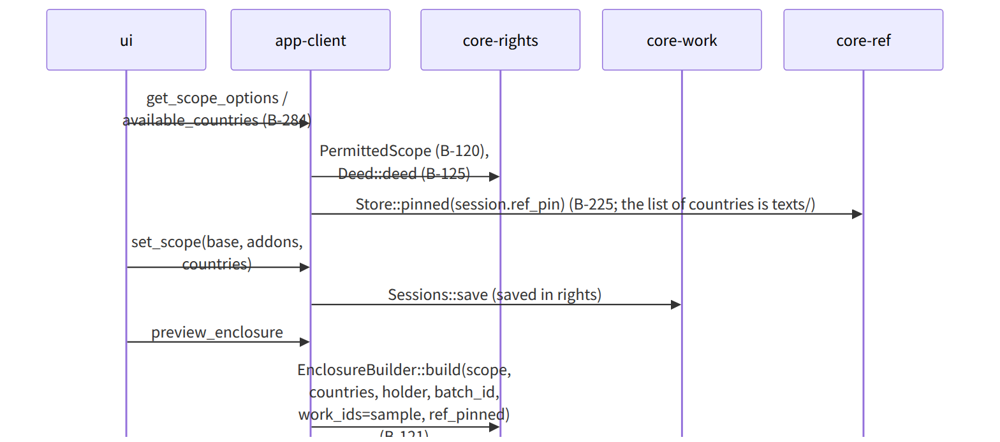 ui
app-client
core-rights
core-work
core-ref
get_scope_options /
available_countries (B-284)
PermittedScope (B-120),
Deed::deed (B-125)
Store::pinned(session.ref_pin) (B-225; the list of countries is texts/)
set_scope(base, addons,
countries)
Sessions::save (saved in rights)
preview_enclosure
EnclosureBuilder::build(scope,
countries, holder, batch_id,
work_ids=sample, ref_pinned)
(B-121)